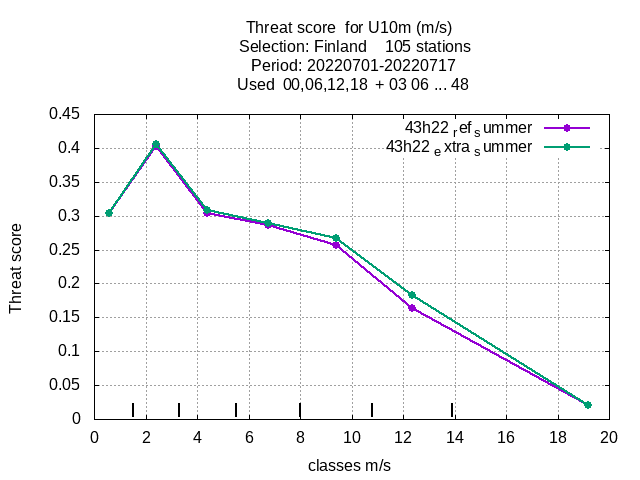 Threat score  for U10m (m/s)
Selection: Finland    105 stations
Period: 20220701-20220717
Used  00,06,12,18  + 03 06 ... 48
43h22 ref summer
43h22 extra summer
0.45
0.4
0.35
0.3
0.25
0.2
0.15
0.1
0.05
0
Threat score
0 2 4 6 8 10 12 14 16 18 20
classes m/s